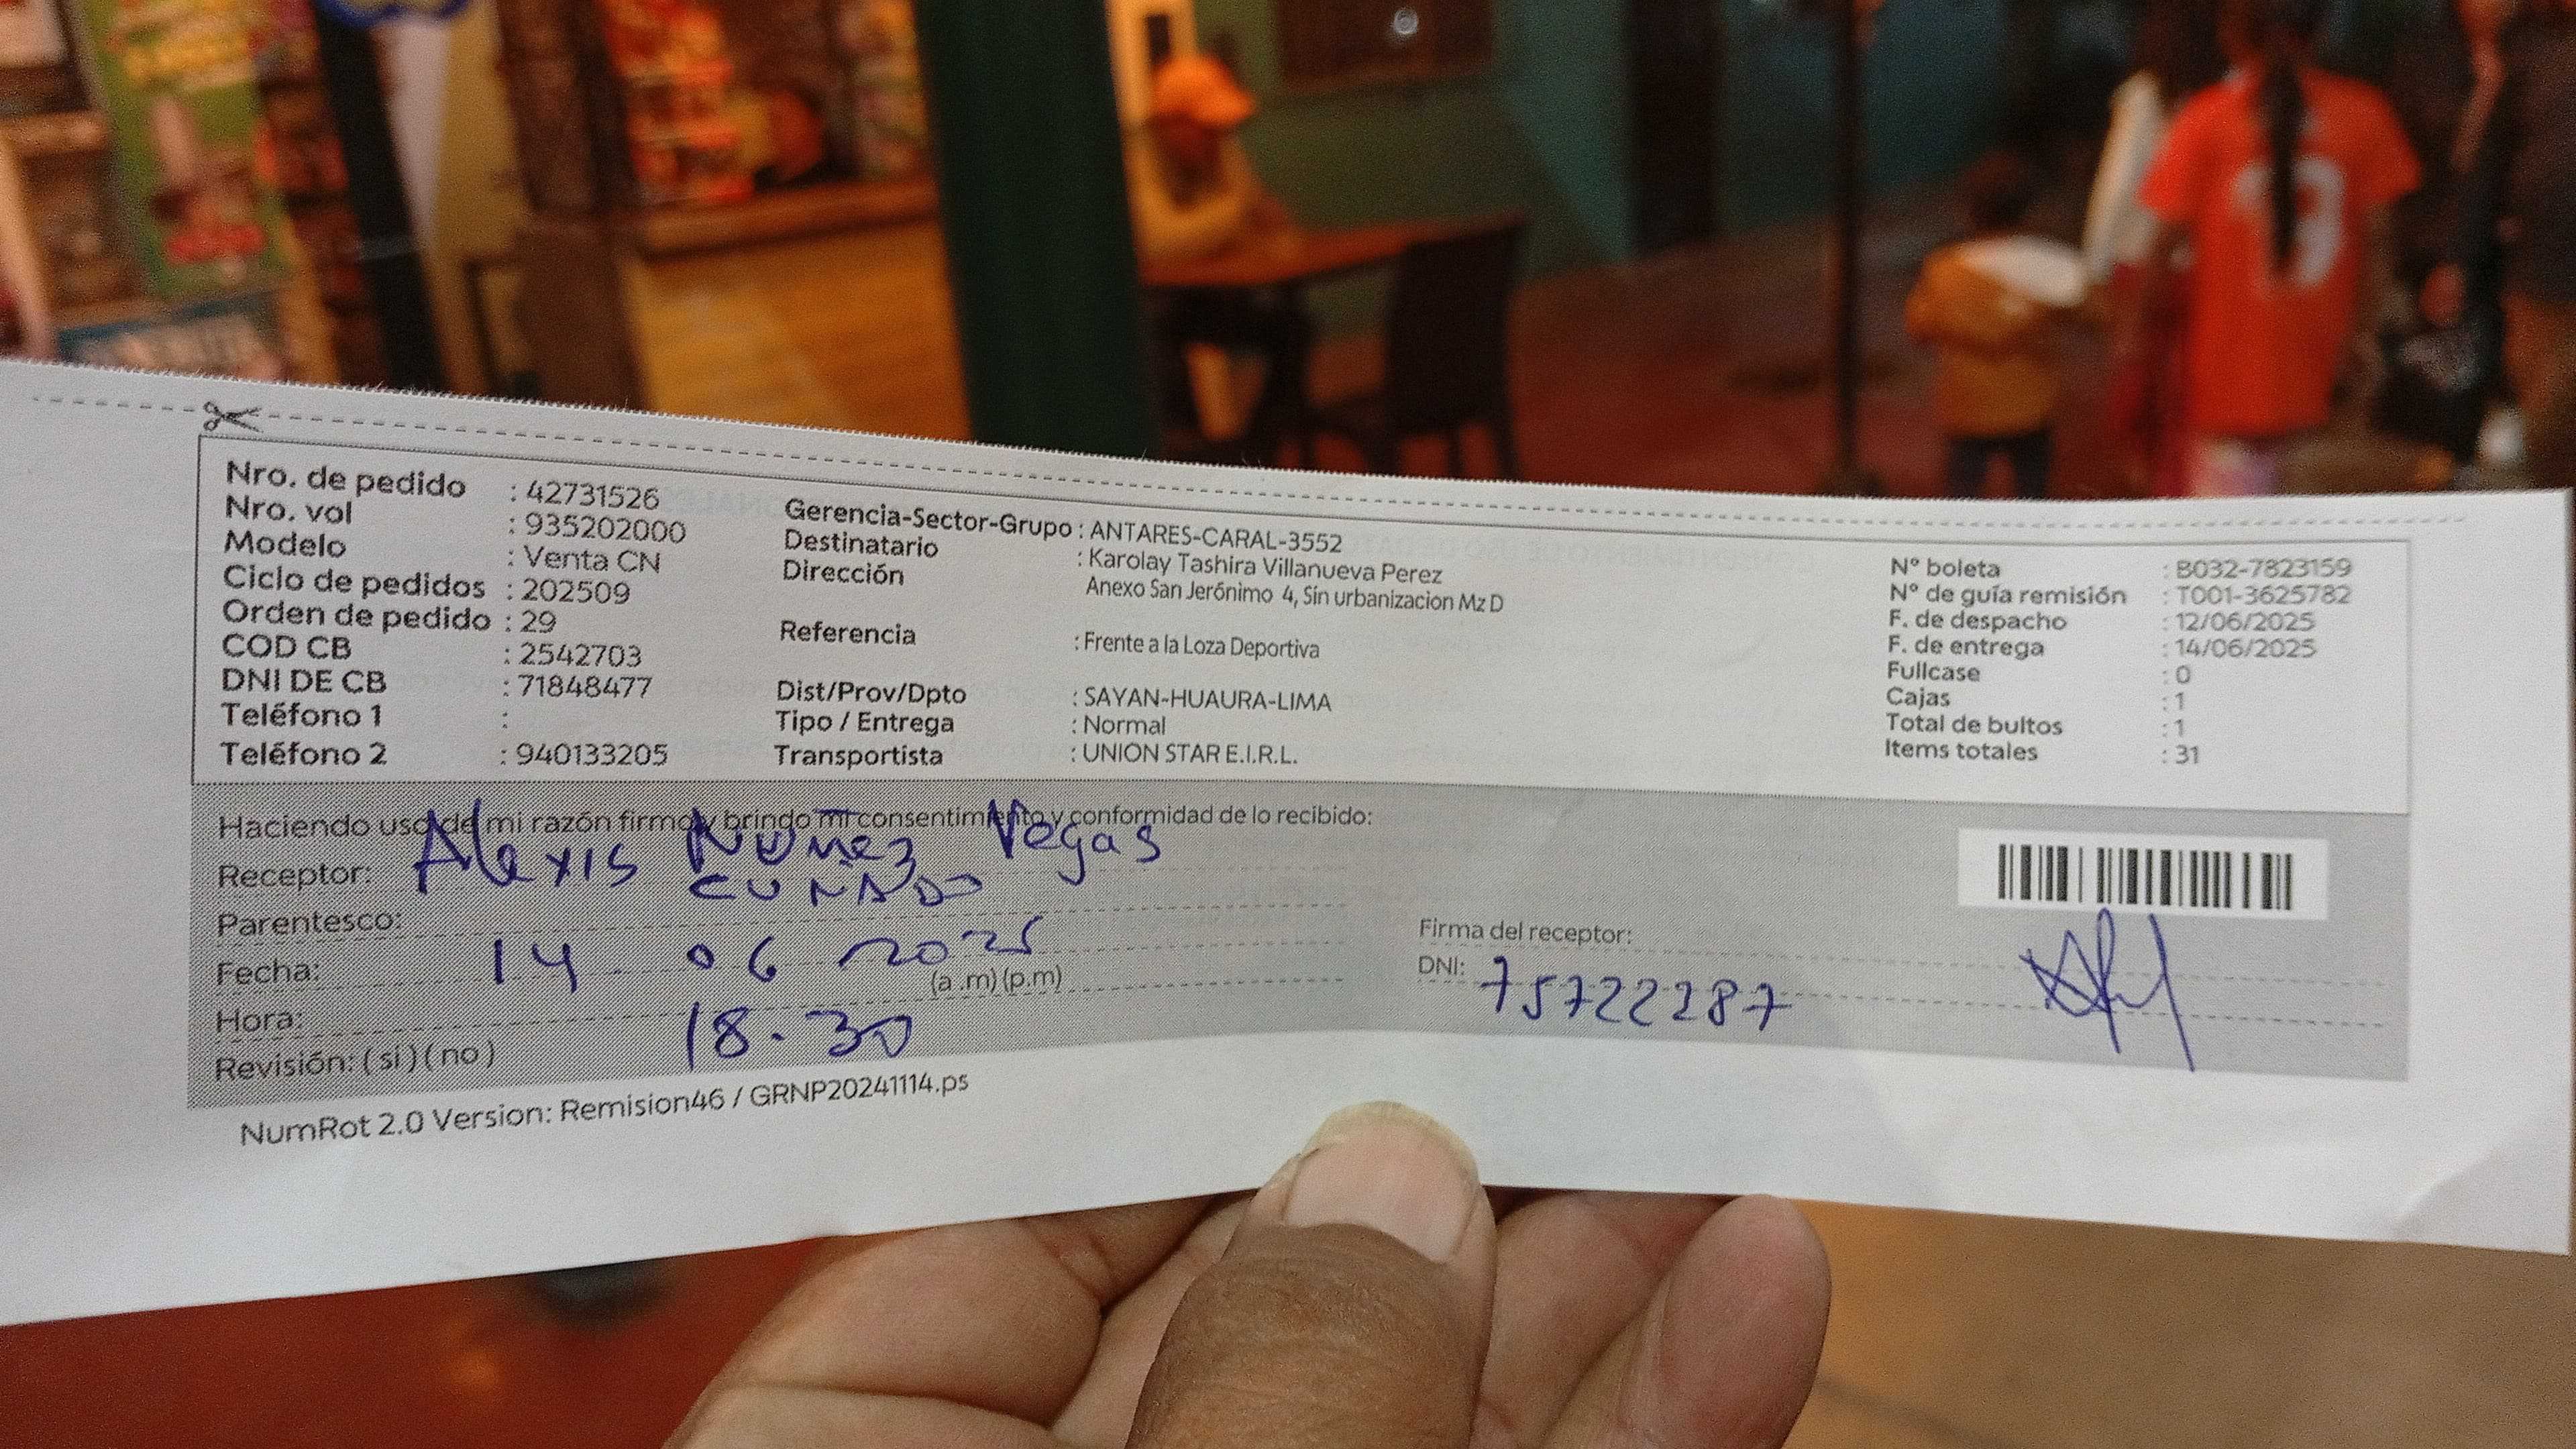 Nro. de pedido : 42731526
Nro. vol : 935202000
Modelo : Venta CN
Ciclo de pedidos : 202509
Orden de pedido : 29
COD CB : 2542703
DNI DE CB : 71848477
Teléfono 1 :
Teléfono 2 : 940133205
Gerencia-Sector-Grupo : ANTARES-CARAL-3552
Destinatario : Karolay Tashira Villanueva Perez
Dirección Anexo San Jerónimo 4, Sin urbanizacion Mz D
Referencia : Frente a la Loza Deportiva
Dist/Prov/Dpto : SAYAN-HUAURA-LIMA
Tipo / Entrega : Normal
Transportista : UNION STAR E.I.R.L.
N° boleta : B032-7823159
N° de guía remisión : T001-3625782
F. de despacho : 12/06/2025
F. de entrega : 14/06/2025
Fullcase : 0
Cajas : 1
Total de bultos : 1
Items totales : 31
Haciendo uso de mi razón firmo y brindo mi consentimiento y conformidad de lo recibido:
Receptor: Alexis Nuñez Vegas
Parentesco: CUÑADO
Fecha: 14 06 2025
Hora: 18.30 (a .m) (p.m)
Revisión: (si) (no)
Firma del receptor:
DNI: 75722287
NumRot 2.0 Version: Remision46 / GRNP20241114.ps